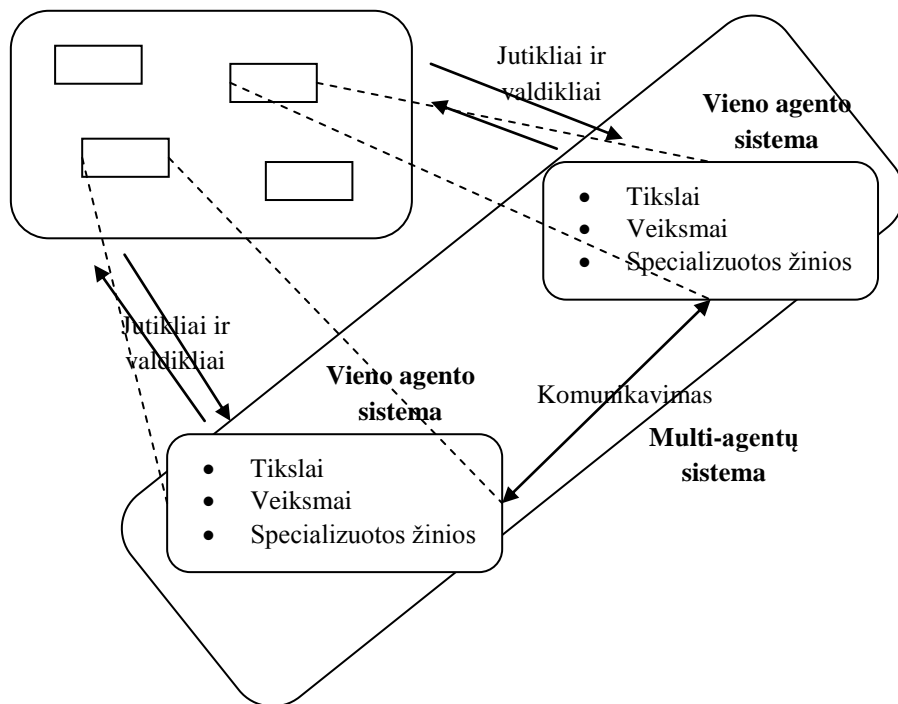 Jutikliai ir
valdikliai
Vieno agento
sistema
• Tikslai
• Veiksmai
• Specializuotos žinios
Jutikliai ir
valdikliai
Vieno agento
sistema
Komunikavimas
Multi-agentų
sistema
• Tikslai
• Veiksmai
• Specializuotos žinios